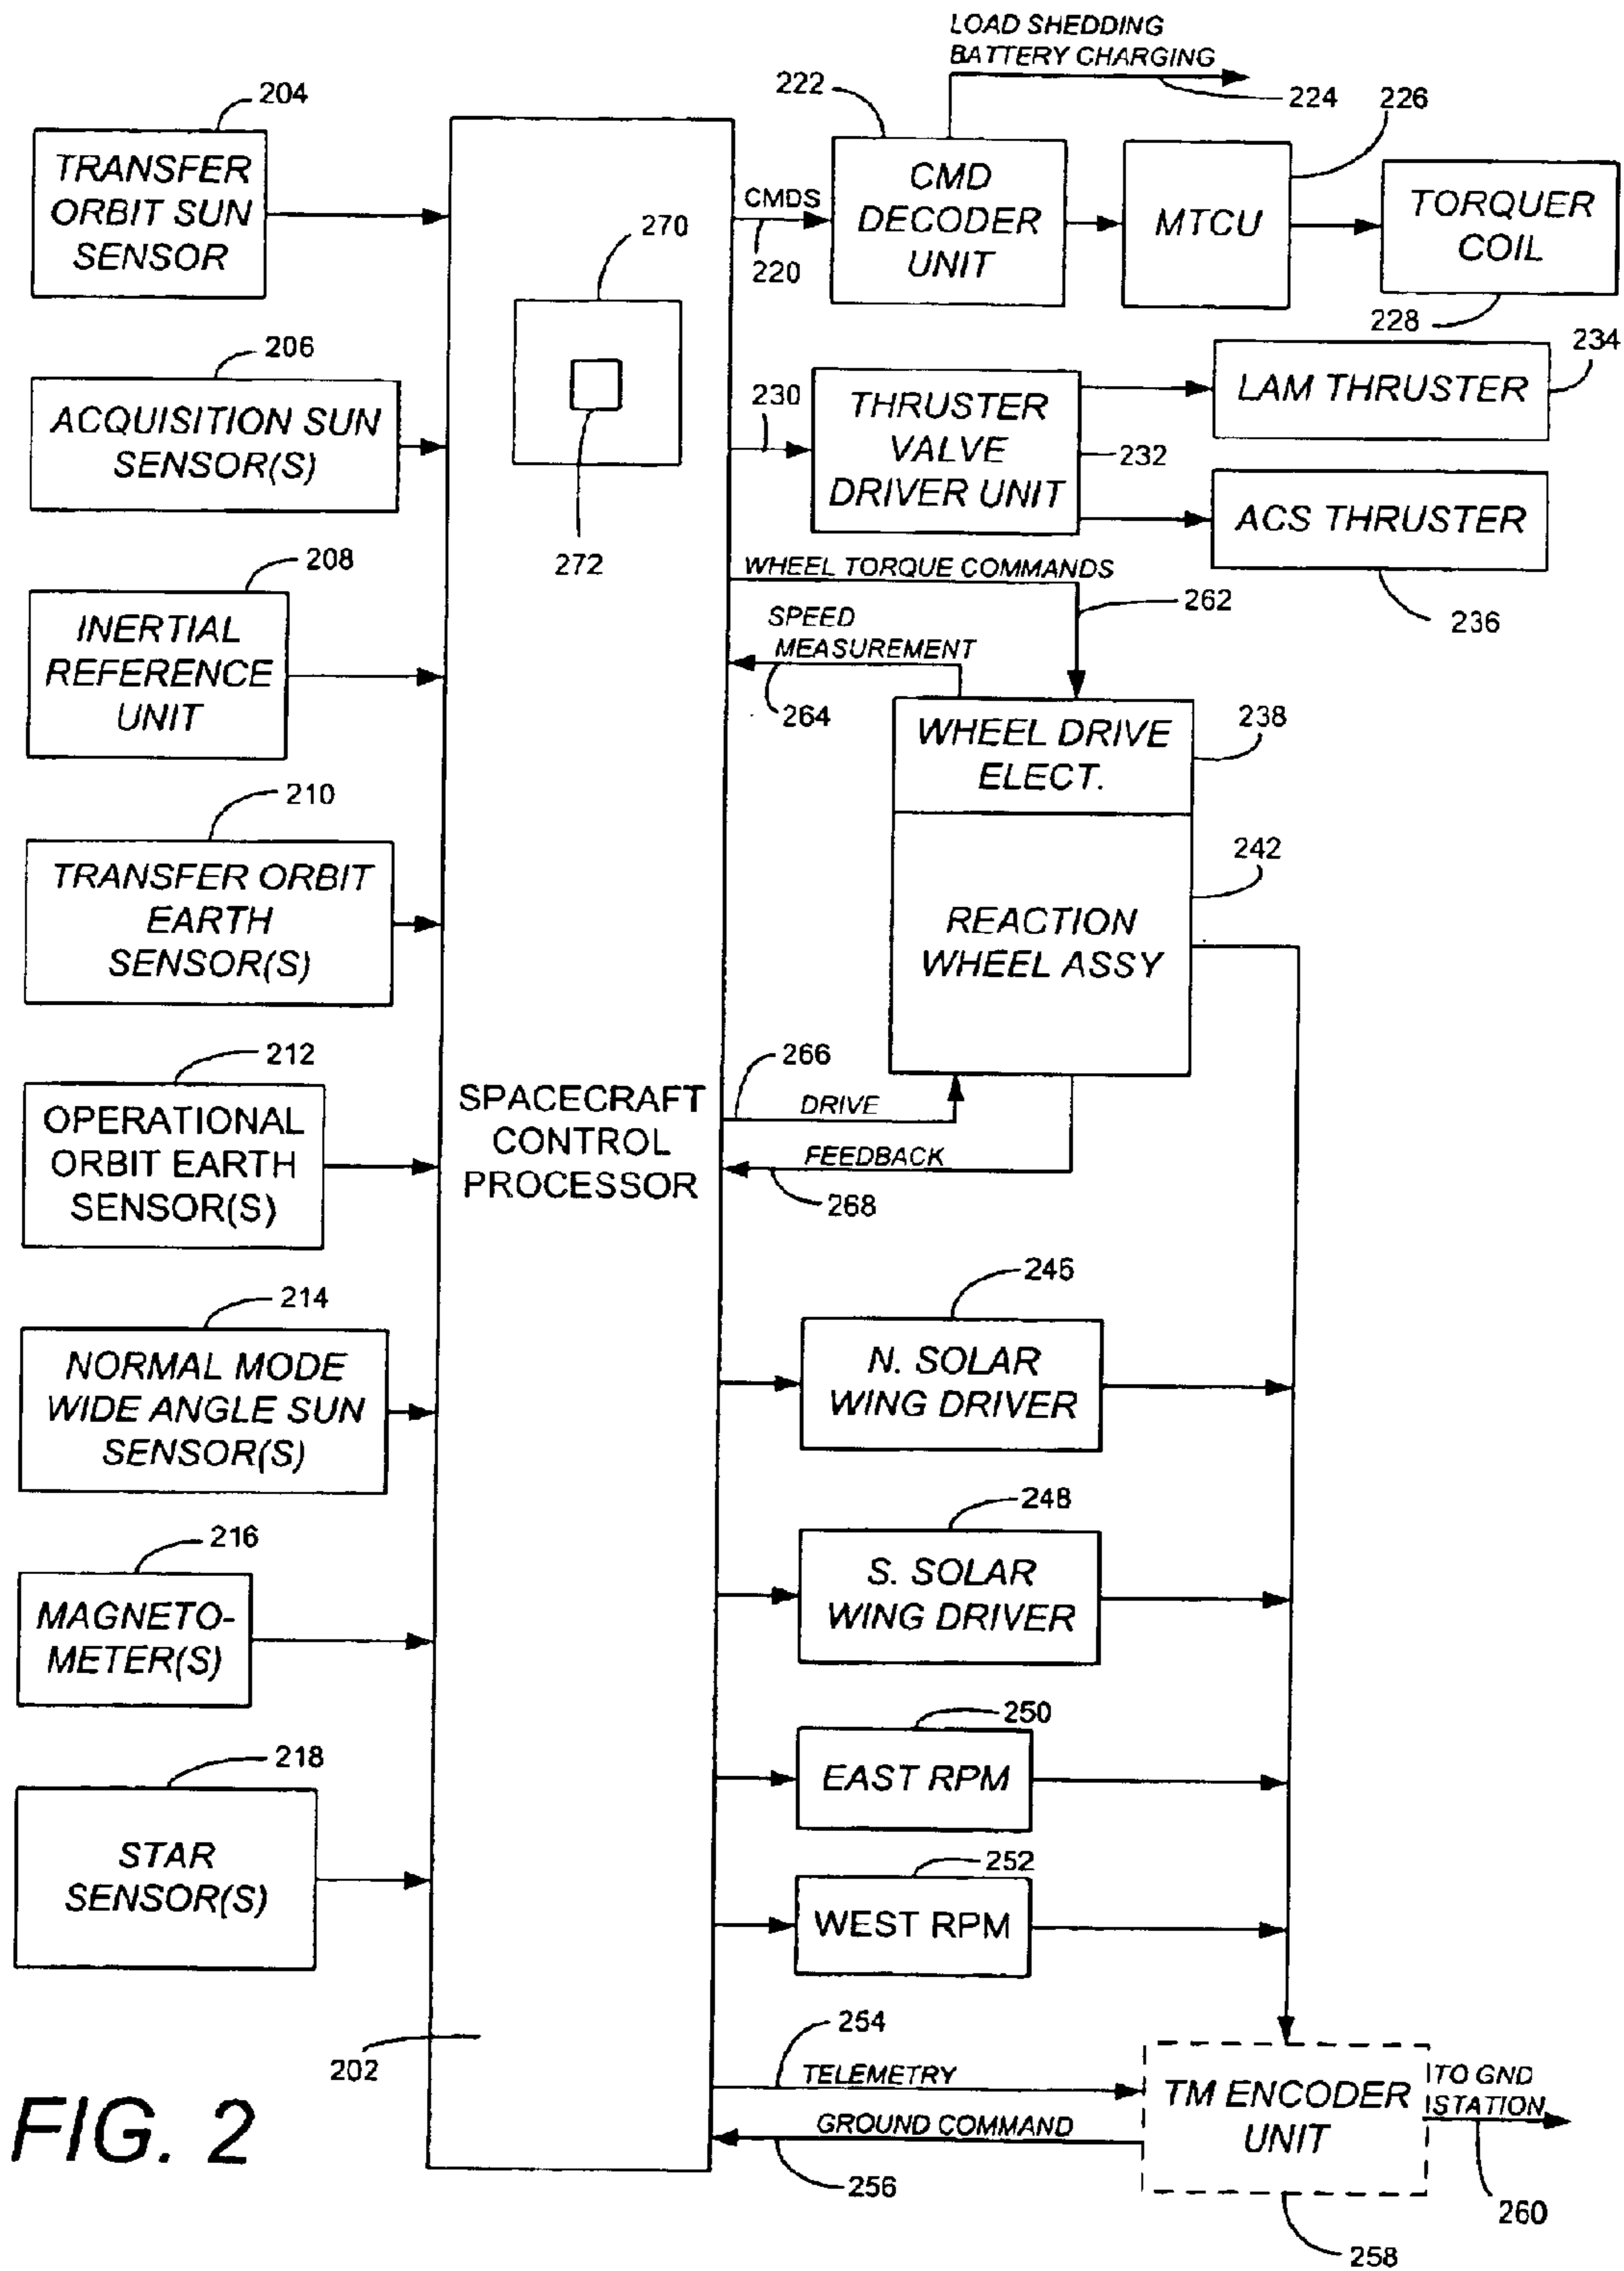 LOAD SHEDDING
BATTERY CHARGING
224
204
TRANSFER
ORBIT SUN
SENSOR
206
ACQUISITION SUN
SENSOR(S)
208
INERTIAL
REFERENCE
UNIT
210
TRANSFER ORBIT
EARTH
SENSOR(S)
212
OPERATIONAL
ORBIT EARTH
SENSOR(S)
214
NORMAL MODE
WIDE ANGLE SUN
SENSOR(S)
216
MAGNETO-
METER(S)
218
STAR
SENSOR(S)
270
272
SPACECRAFT
CONTROL
PROCESSOR
202
CMDS
220
222
CMD
DECODER
UNIT
226
MTCU
TORQUER
COIL
228
230
THRUSTER
VALVE
DRIVER UNIT
232
234
LAM THRUSTER
ACS THRUSTER
236
WHEEL TORQUE COMMANDS
262
SPEED
MEASUREMENT
264
WHEEL DRIVE
ELECT.
238
242
REACTION
WHEEL ASSY
266
DRIVE
FEEDBACK
268
246
N. SOLAR
WING DRIVER
248
S. SOLAR
WING DRIVER
250
EAST RPM
252
WEST RPM
254
TELEMETRY
GROUND COMMAND
256
TM ENCODER
UNIT
258
TO GND
STATION
260
FIG. 2